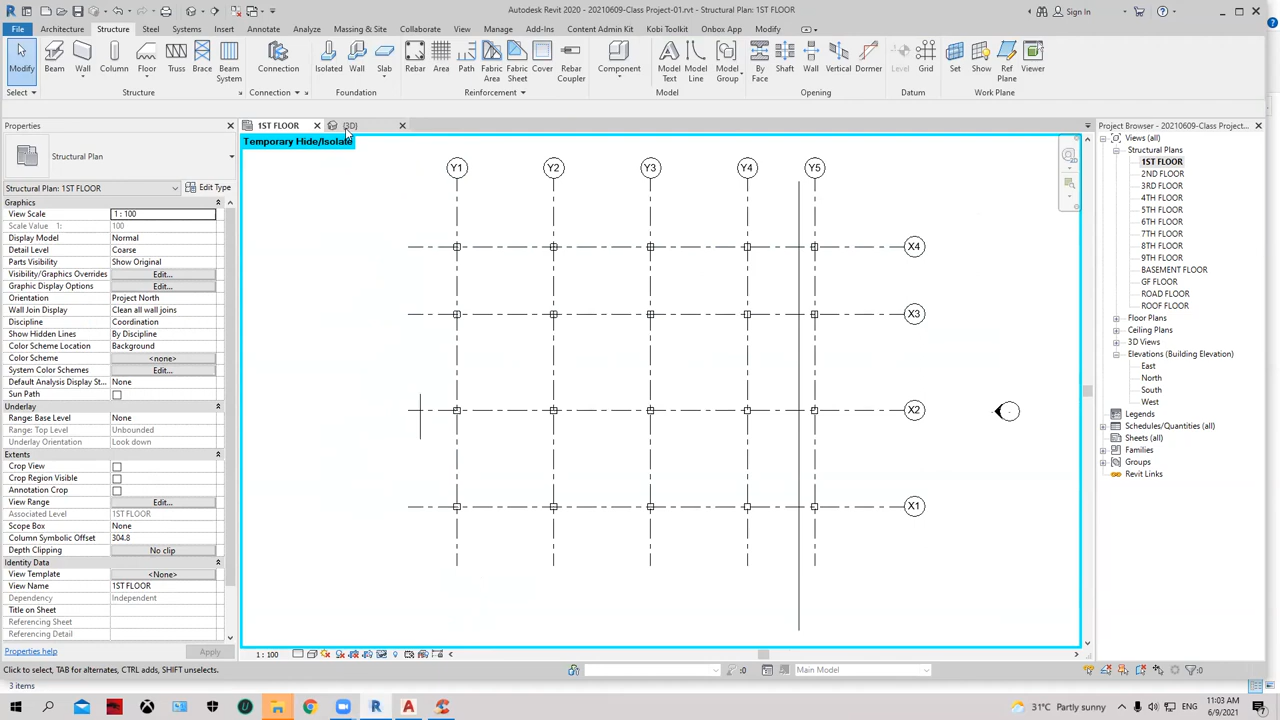 Autodesk Revit 2020 - 20210609-Class Project-01.rvt - Structural Plan: 1ST FLOOR
Sign In
File Architecture Structure Steel Systems Insert Annotate Analyze Massing & Site Collaborate View Manage Add-Ins Content Admin Kit Kobi Toolkit Onbox App Modify
Modify Beam Wall Column Floor Truss Brace Beam System Connection Isolated Wall Slab Rebar Area Path Fabric Area Fabric Sheet Cover Rebar Coupler Component Model Text Model Line Model Group By Face Shaft Wall Vertical Dormer Level Grid Set Show Ref Plane Viewer
Select Structure Connection Foundation Reinforcement Model Opening Datum Work Plane
Properties
1ST FLOOR
{3D}
Project Browser - 20210609-Class Project-01...
Temporary Hide/Isolate
Structural Plan
Structural Plan: 1ST FLOOR
Edit Type
Graphics
View Scale 1 : 100
Scale Value 1: 100
Display Model Normal
Detail Level Coarse
Parts Visibility Show Original
Visibility/Graphics Overrides Edit...
Graphic Display Options Edit...
Orientation Project North
Wall Join Display Clean all wall joins
Discipline Coordination
Show Hidden Lines By Discipline
Color Scheme Location Background
Color Scheme <none>
System Color Schemes Edit...
Default Analysis Display St... None
Sun Path
Underlay
Range: Base Level None
Range: Top Level Unbounded
Underlay Orientation Look down
Extents
Crop View
Crop Region Visible
Annotation Crop
View Range Edit...
Associated Level 1ST FLOOR
Scope Box None
Column Symbolic Offset 304.8
Depth Clipping No clip
Identity Data
View Template <None>
View Name 1ST FLOOR
Dependency Independent
Title on Sheet
Referencing Sheet
Referencing Detail
Properties help
Apply
Y1 Y2 Y3 Y4 Y5
X4
X3
X2
X1
Views (all)
Structural Plans
1ST FLOOR
2ND FLOOR
3RD FLOOR
4TH FLOOR
5TH FLOOR
6TH FLOOR
7TH FLOOR
8TH FLOOR
9TH FLOOR
BASEMENT FLOOR
GF FLOOR
ROAD FLOOR
ROOF FLOOR
Floor Plans
Ceiling Plans
3D Views
Elevations (Building Elevation)
East
North
South
West
Legends
Schedules/Quantities (all)
Sheets (all)
Families
Groups
Revit Links
1 : 100
Click to select, TAB for alternates, CTRL adds, SHIFT unselects.
:0
Main Model
:0
3 items
31°C Partly sunny
ENG
11:03 AM
6/9/2021